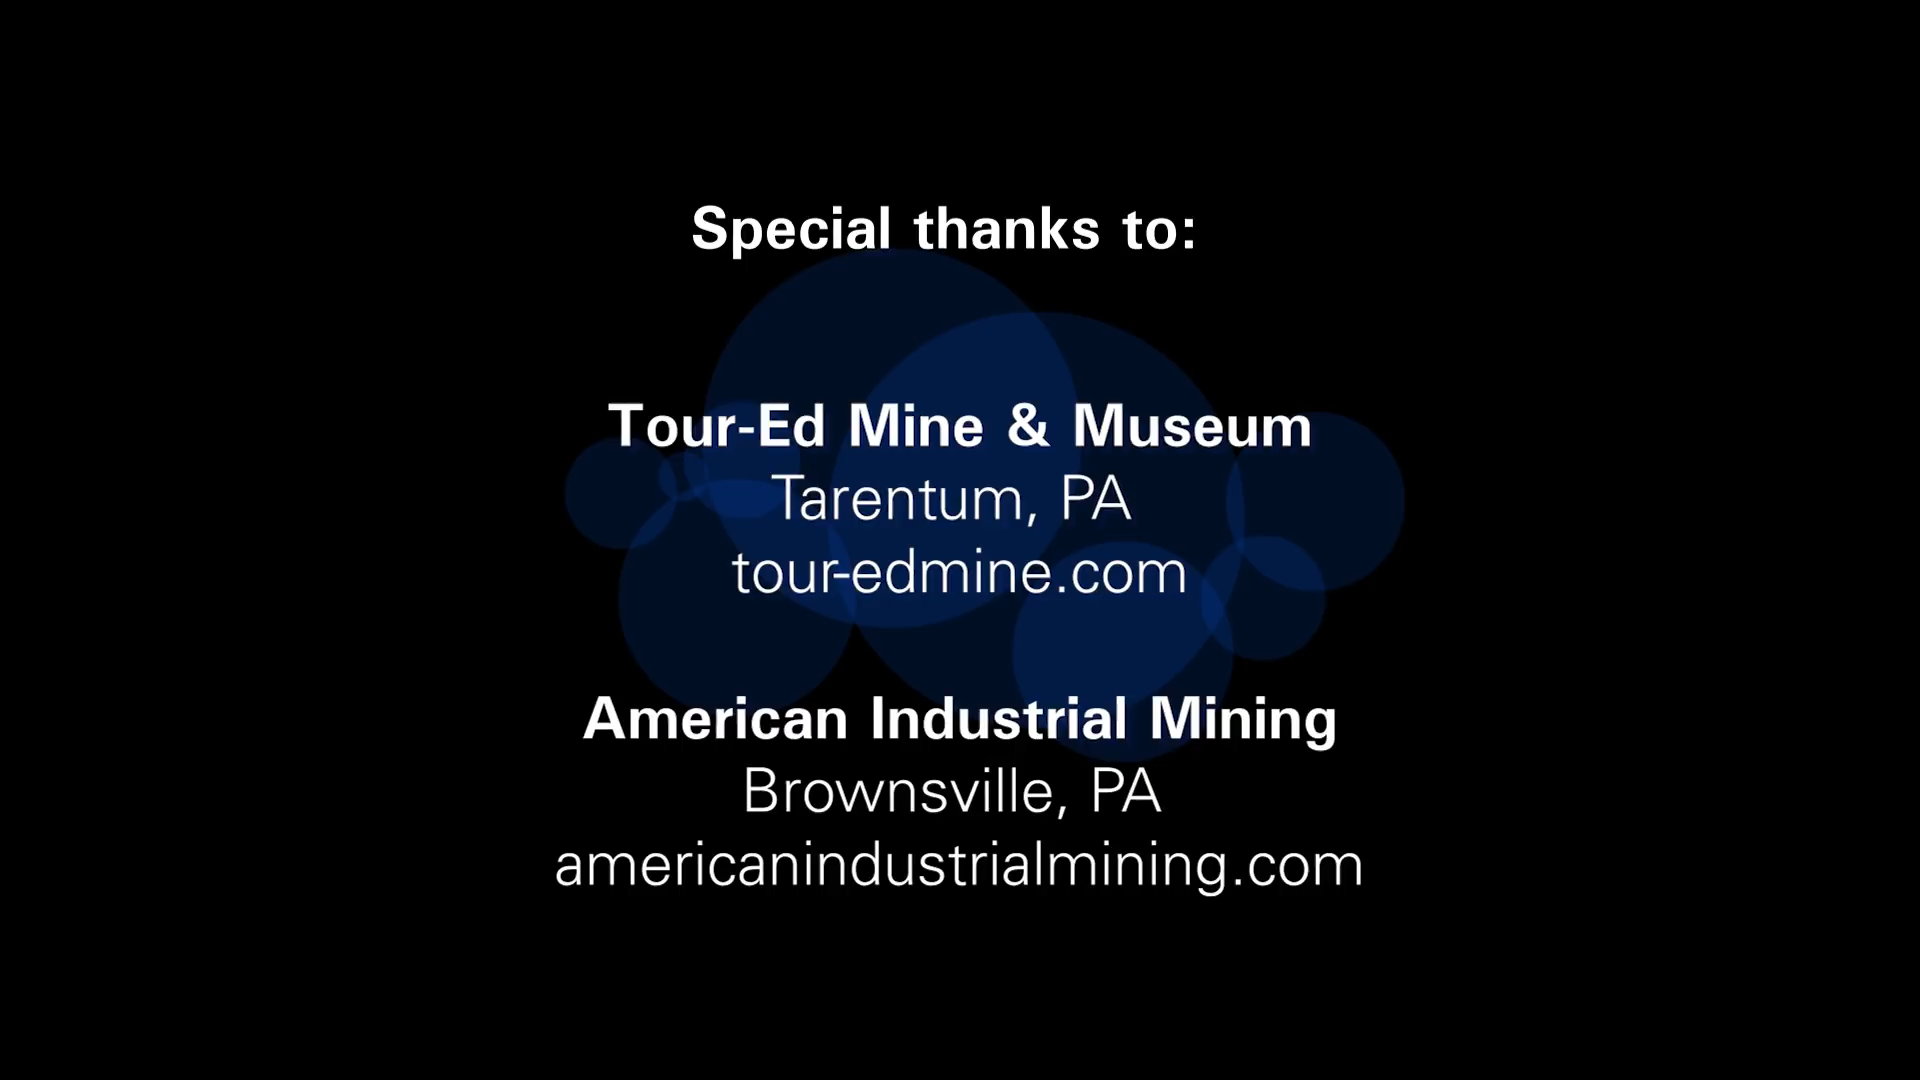 Special thanks to:
Tour-Ed Mine & Museum
Tarentum, PA
tour-edmine.com
American Industrial Mining
Brownsville, PA
americanindustrialmining.com